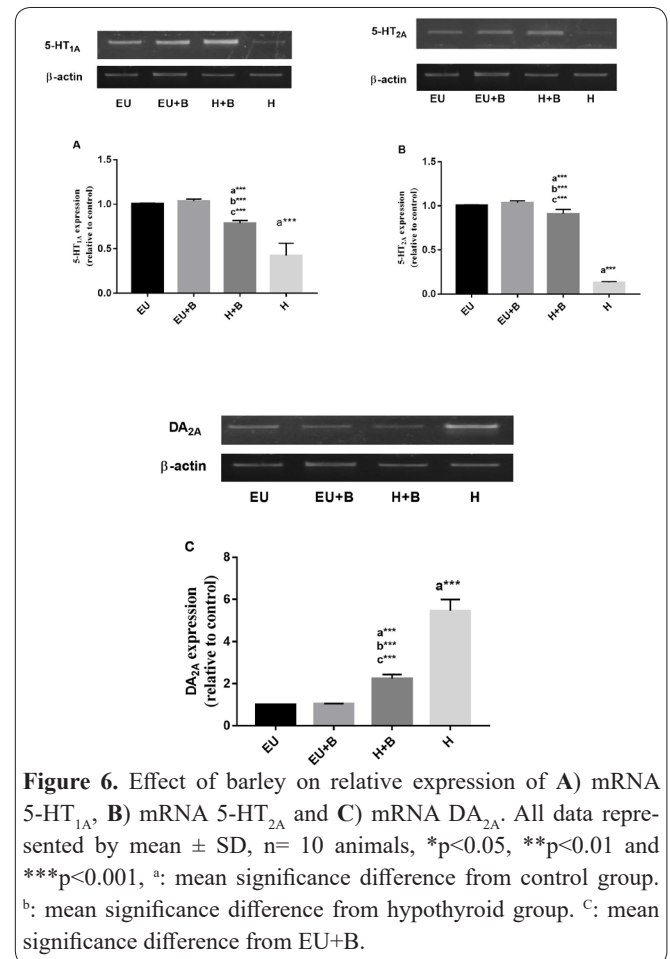 5-HT1A
β-actin
EU EU+B H+B H
5-HT2A
β-actin
EU EU+B H+B H
A
5-HT1A expression
(relative to control)
1.5
1.0
0.5
0.0
a***
b***
c***
a***
EU EU+B H+B H
B
5-HT2A expression
(relative to control)
1.5
1.0
0.5
0.0
a***
b***
c***
a***
EU EU+B H+B H
DA2A
β-actin
EU EU+B H+B H
C
DA2A expression
(relative to control)
8
6
4
2
0
a***
b***
c***
a***
EU EU+B H+B H
Figure 6. Effect of barley on relative expression of A) mRNA
5-HT1A, B) mRNA 5-HT2A and C) mRNA DA2A. All data repre-
sented by mean ± SD, n= 10 animals, *p<0.05, **p<0.01 and
***p<0.001, a: mean significance difference from control group.
b: mean significance difference from hypothyroid group. C: mean
significance difference from EU+B.